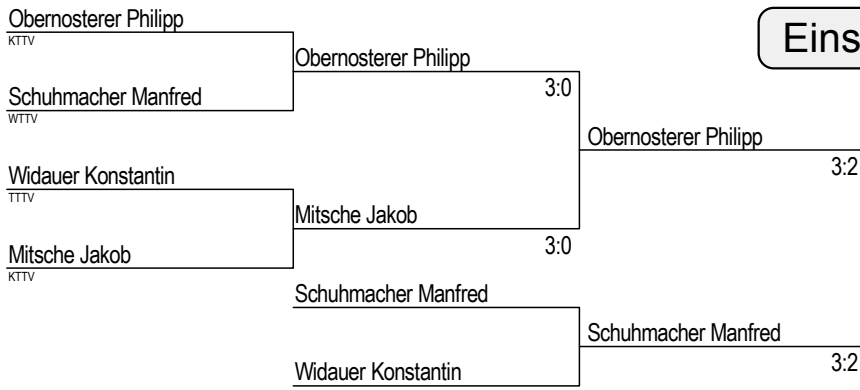 Obernosterer Philipp
KTTV
Eins
Obernosterer Philipp
3:0
Schuhmacher Manfred
WTTV
Obernosterer Philipp
3:2
Widauer Konstantin
TTTV
Mitsche Jakob
3:0
Mitsche Jakob
KTTV
Schuhmacher Manfred
Schuhmacher Manfred
3:2
Widauer Konstantin